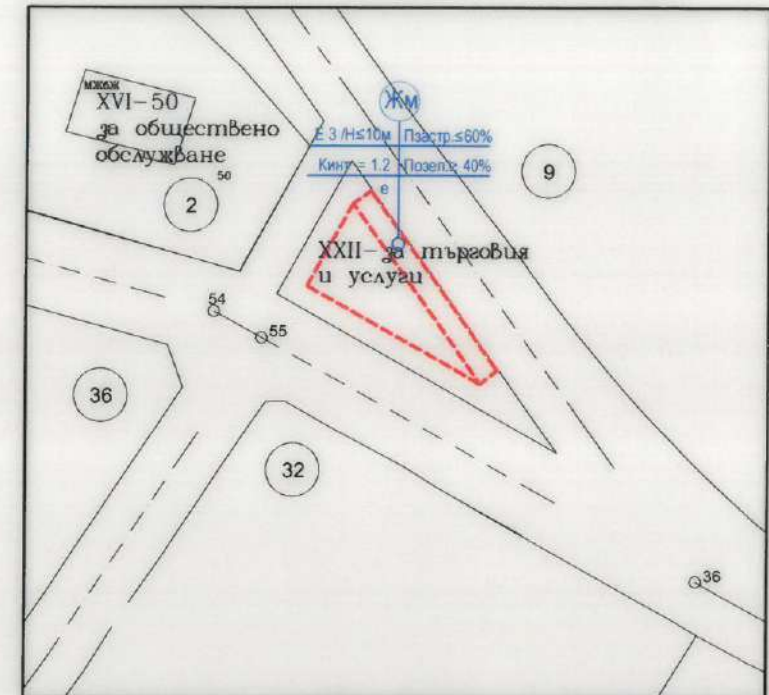 мжбж
XVI-50
за обществено
обслужване
50
2
Жм
Е 3 /Н≤10м Пзастр.≤60%
Кинт = 1.2 Позел.≥ 40%
е
9
XXII- за търговия
и услуги
54
55
36
32
36